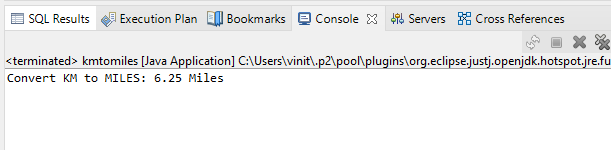 SQL Results Execution Plan Bookmarks Console Servers Cross References
<terminated> kmtomiles [Java Application] C:\Users\vinit\.p2\pool\plugins\org.eclipse.justj.openjdk.hotspot.jre.fu
Convert KM to MILES: 6.25 Miles